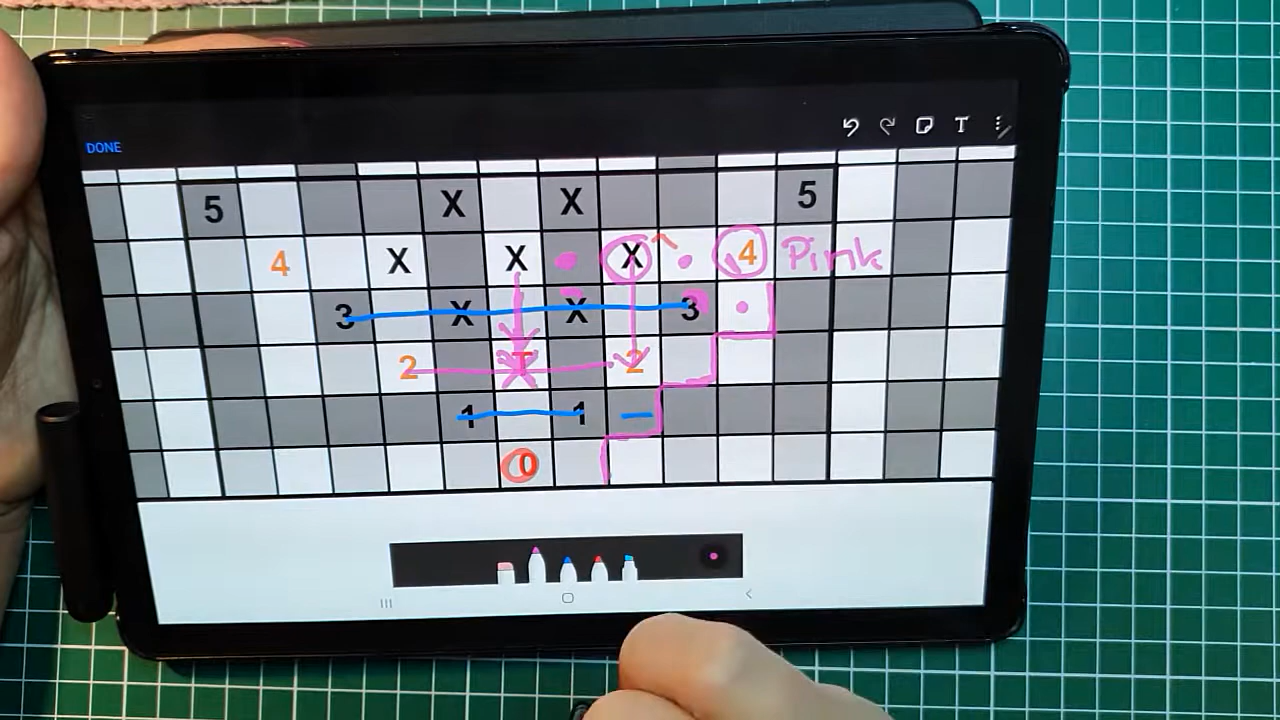 DONE T
5 X X 5
4 X X X 4 Pink
3 X X 3
2 T 2
1 1
0